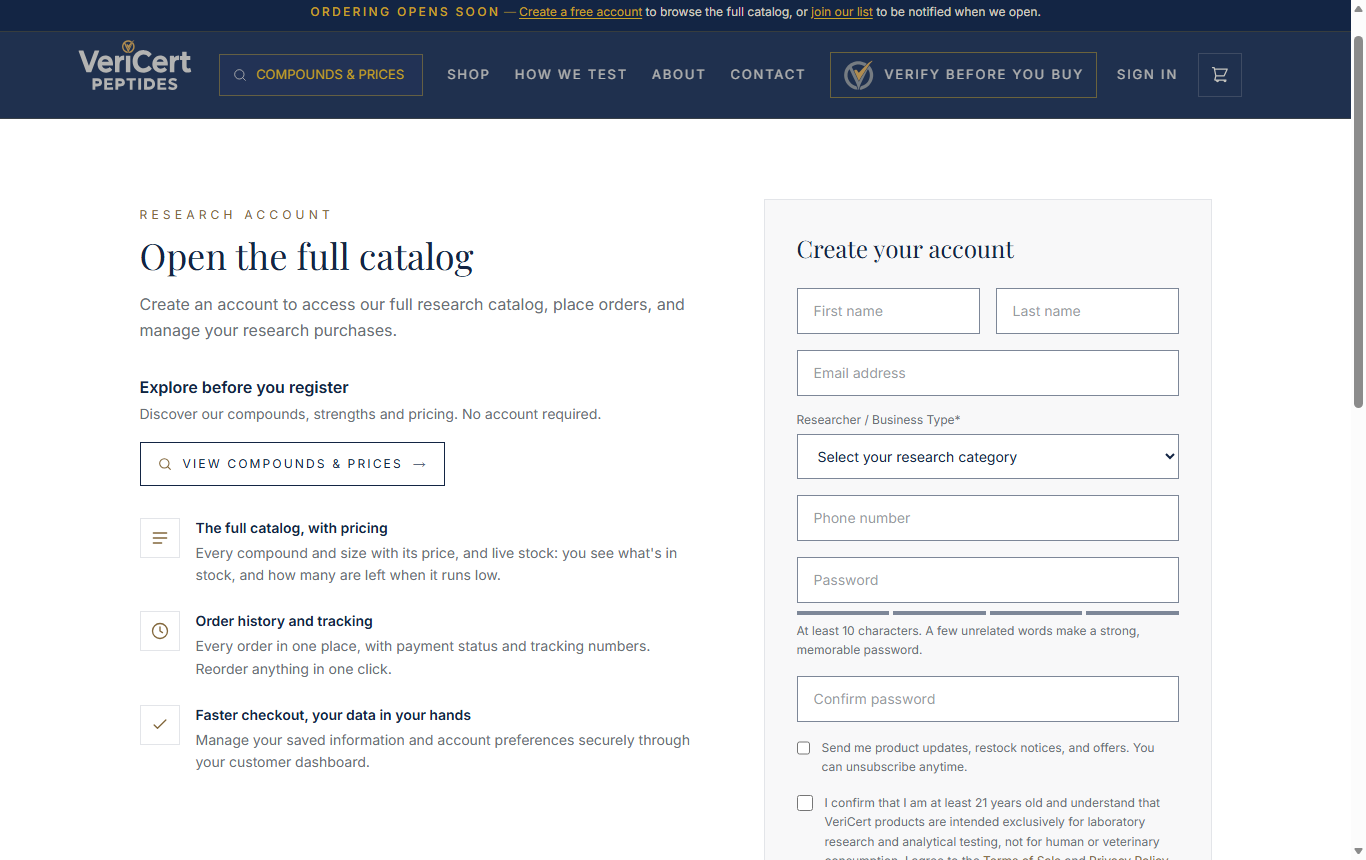 ORDERING OPENS SOON — Create a free account to browse the full catalog, or join our list to be notified when we open.
VeriCert
PEPTIDES
COMPOUNDS & PRICES
SHOP
HOW WE TEST
ABOUT
CONTACT
VERIFY BEFORE YOU BUY
SIGN IN
RESEARCH ACCOUNT
Open the full catalog
Create an account to access our full research catalog, place orders, and
manage your research purchases.
Explore before you register
Discover our compounds, strengths and pricing. No account required.
VIEW COMPOUNDS & PRICES →
The full catalog, with pricing
Every compound and size with its price, and live stock: you see what's in
stock, and how many are left when it runs low.
Order history and tracking
Every order in one place, with payment status and tracking numbers.
Reorder anything in one click.
Faster checkout, your data in your hands
Manage your saved information and account preferences securely through
your customer dashboard.
Create your account
First name
Last name
Email address
Researcher / Business Type*
Select your research category
Phone number
Password
At least 10 characters. A few unrelated words make a strong,
memorable password.
Confirm password
Send me product updates, restock notices, and offers. You
can unsubscribe anytime.
I confirm that I am at least 21 years old and understand that
VeriCert products are intended exclusively for laboratory
research and analytical testing, not for human or veterinary
consumption. I agree to the Terms of Sale and Privacy Policy